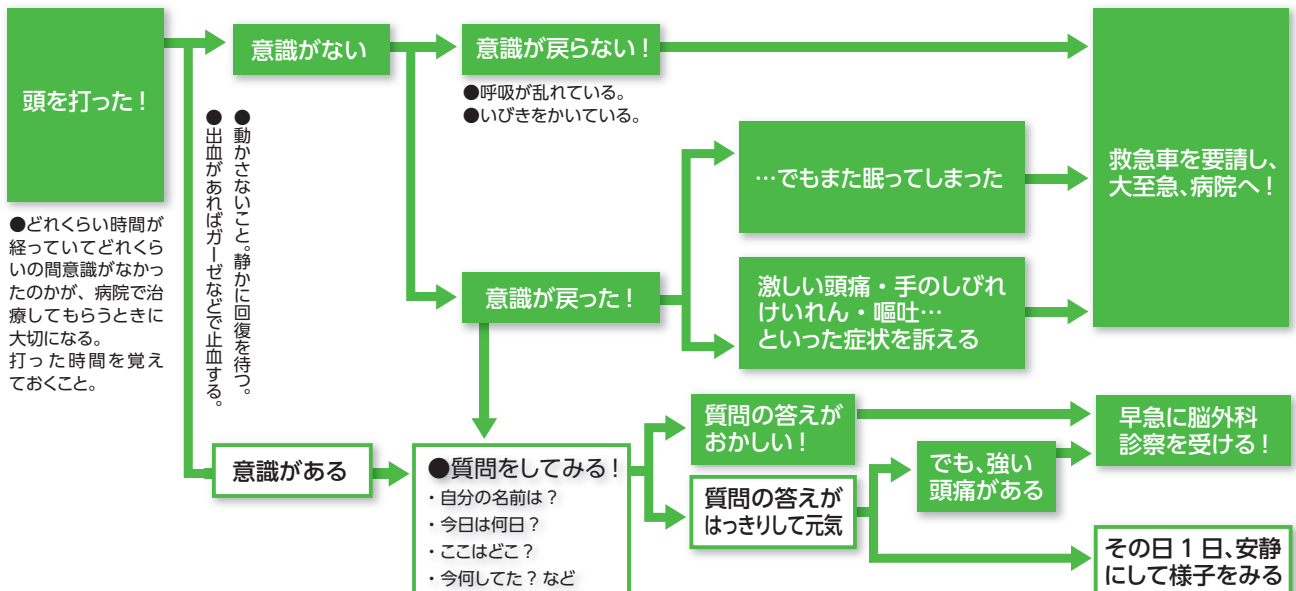 頭を打った！
●どれくらい時間が
経っていてどれくら
いの間意識がなかっ
たのかが、病院で治
療してもらうときに
大切になる。
打った時間を覚え
ておくこと。
意識がない
●動かさないこと。静かに回復を待つ。
●出血があればガーゼなどで止血する。
意識が戻らない！
●呼吸が乱れている。
●いびきをかいている。
意識が戻った！
…でもまた眠ってしまった
激しい頭痛・手のしびれ
けいれん・嘔吐…
といった症状を訴える
救急車を要請し、
大至急、病院へ！
意識がある
●質問をしてみる！
・自分の名前は？
・今日は何日？
・ここはどこ？
・今何してた？など
質問の答えが
おかしい！
質問の答えが
はっきりして元気
でも、強い
頭痛がある
早急に脳外科
診察を受ける！
その日１日、安静
にして様子をみる